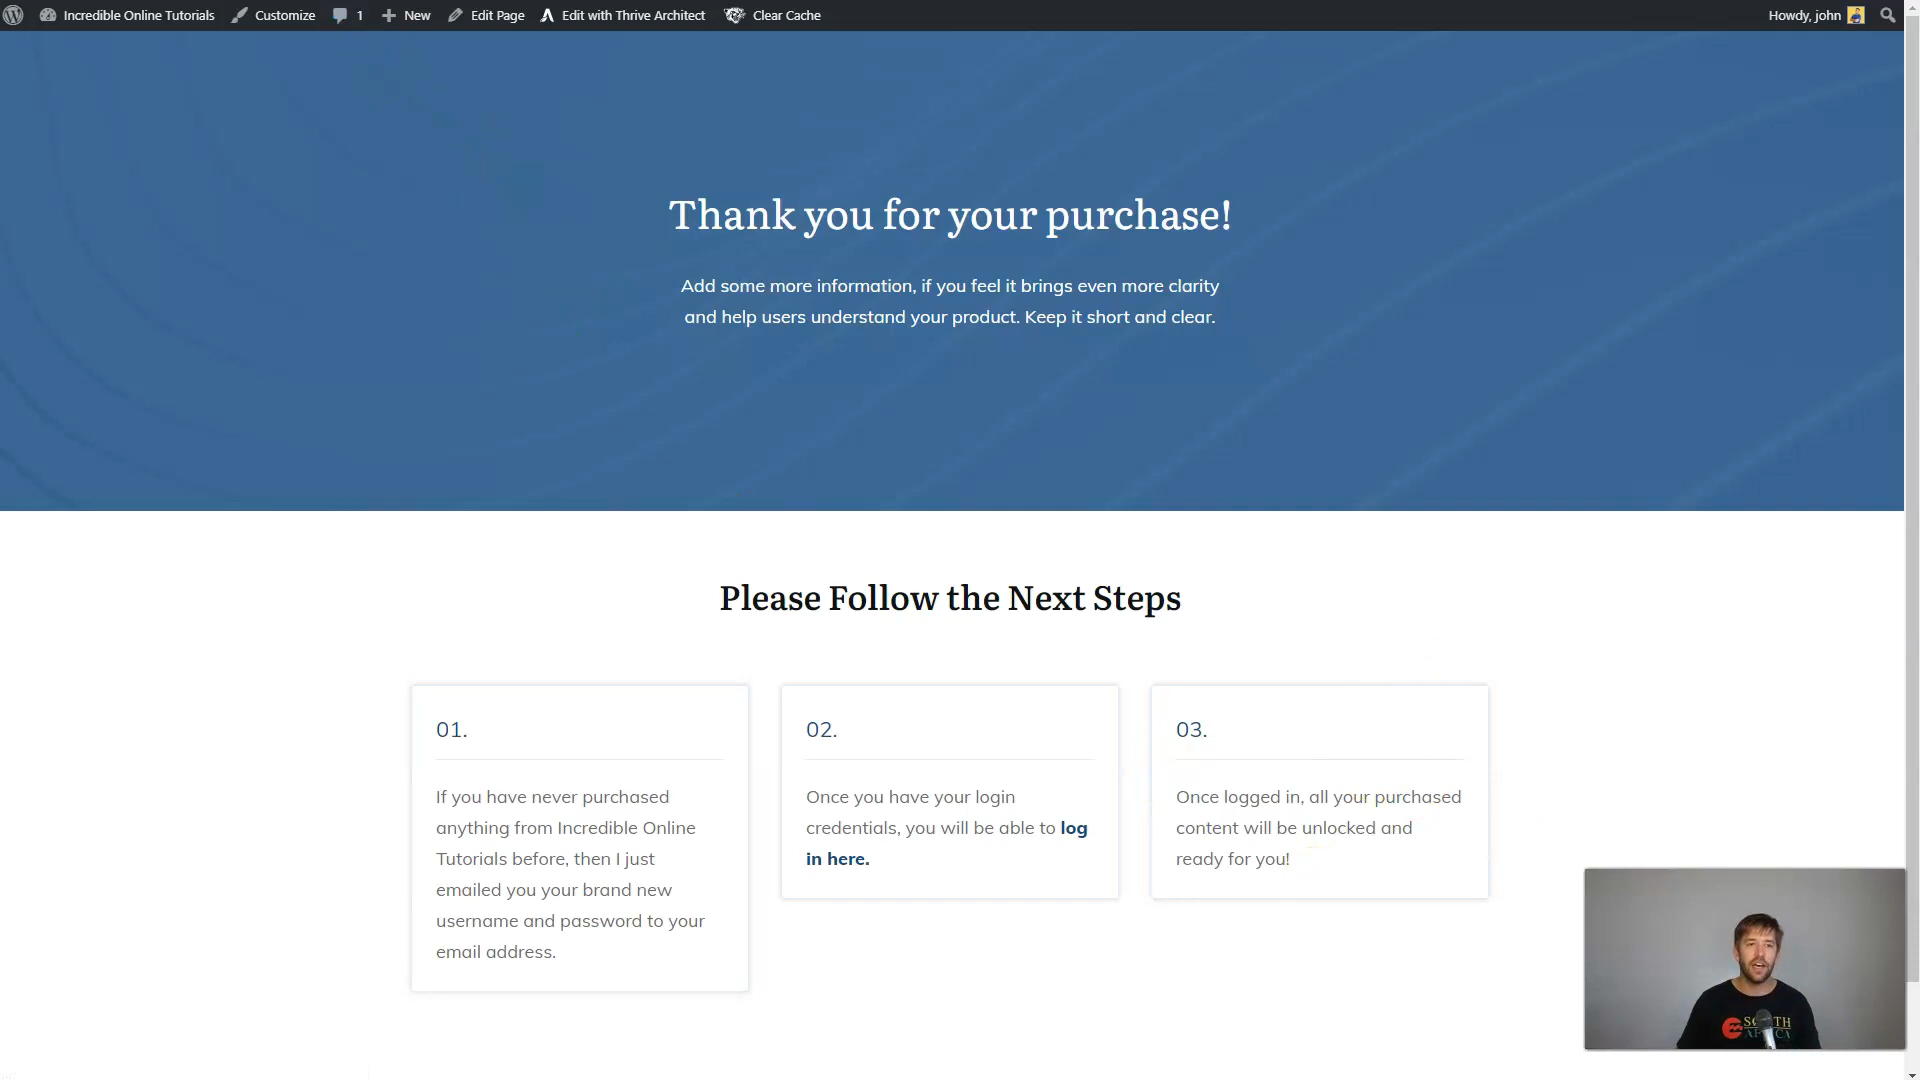 Incredible Online Tutorials Customize 1 New Edit Page Edit with Thrive Architect Clear Cache Howdy, john
Thank you for your purchase!
Add some more information, if you feel it brings even more clarity
and help users understand your product. Keep it short and clear.
Please Follow the Next Steps
01.
If you have never purchased
anything from Incredible Online
Tutorials before, then I just
emailed you your brand new
username and password to your
email address.
02.
Once you have your login
credentials, you will be able to log
in here.
03.
Once logged in, all your purchased
content will be unlocked and
ready for you!
SOUTH
AFRICA